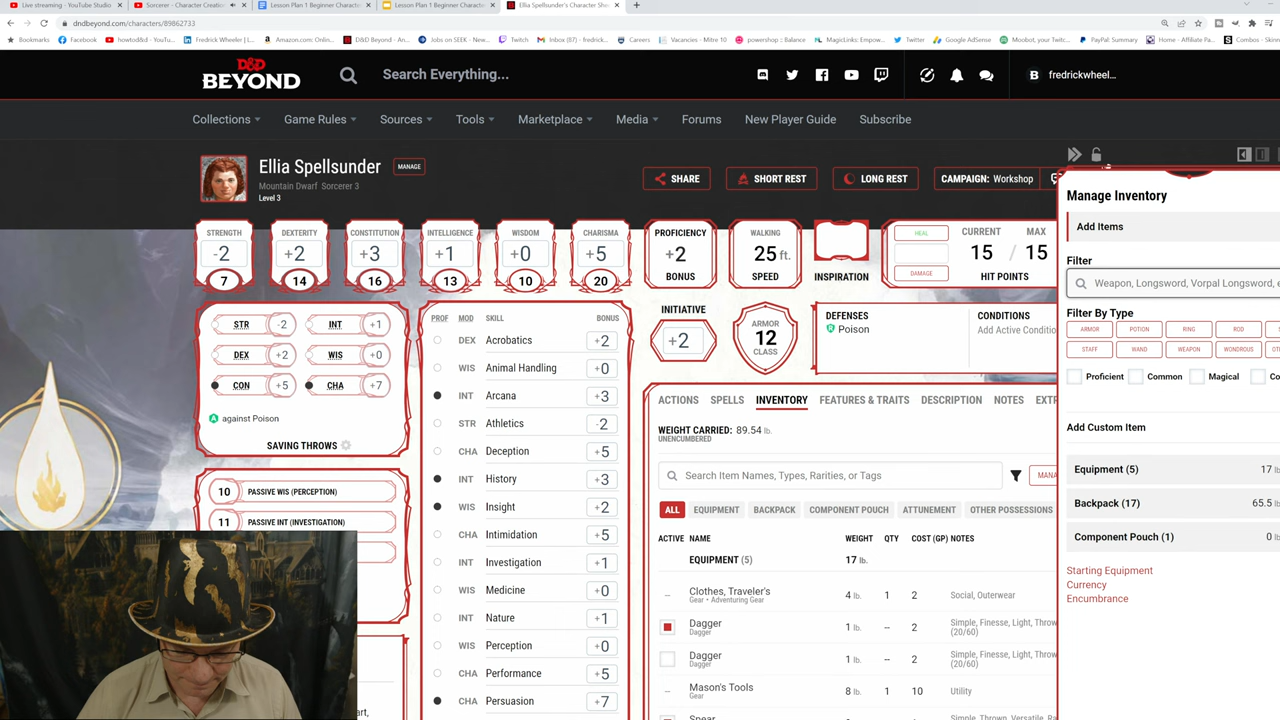 Live streaming - YouTube Studio
Sorcerer - Character Creation
Lesson Plan 1 Beginner Characte
Lesson Plan 1 Beginner Characte
Ellia Spellsunder's Character She
dndbeyond.com/characters/89862733
Bookmarks
Facebook
howtod&d - YouTu...
Fredrick Wheeler | L...
Amazon.com: Onlin...
D&D Beyond - An...
Jobs on SEEK - New...
Twitch
Inbox (87) - fredrick...
Careers
Vacancies - Mitre 10
powershop :: Balance
MagicLinks: Empow...
Twitter
Google AdSense
Moobot, your Twitc...
PayPal: Summary
Home - Affiliate Pa...
Combos - Skinn
D&D
BEYOND
Search Everything...
B fredrickwheel...
Collections
Game Rules
Sources
Tools
Marketplace
Media
Forums
New Player Guide
Subscribe
Ellia Spellsunder
MANAGE
Mountain Dwarf Sorcerer 3
Level 3
SHARE
SHORT REST
LONG REST
CAMPAIGN: Workshop
STRENGTH
-2
7
DEXTERITY
+2
14
CONSTITUTION
+3
16
INTELLIGENCE
+1
13
WISDOM
+0
10
CHARISMA
+5
20
PROFICIENCY
+2
BONUS
WALKING
25 ft.
SPEED
INSPIRATION
HEAL
DAMAGE
CURRENT
MAX
15 / 15
HIT POINTS
STR -2
INT +1
DEX +2
WIS +0
CON +5
CHA +7
against Poison
SAVING THROWS
10 PASSIVE WIS (PERCEPTION)
11 PASSIVE INT (INVESTIGATION)
PROF MOD SKILL BONUS
DEX Acrobatics +2
WIS Animal Handling +0
INT Arcana +3
STR Athletics -2
CHA Deception +5
INT History +3
WIS Insight +2
CHA Intimidation +5
INT Investigation +1
WIS Medicine +0
INT Nature +1
WIS Perception +0
CHA Performance +5
CHA Persuasion +7
INITIATIVE
+2
ARMOR
12
CLASS
DEFENSES
Poison
CONDITIONS
Add Active Conditio
ACTIONS
SPELLS
INVENTORY
FEATURES & TRAITS
DESCRIPTION
NOTES
EXTR
WEIGHT CARRIED: 89.54 lb.
UNENCUMBERED
Search Item Names, Types, Rarities, or Tags
MANA
ALL
EQUIPMENT
BACKPACK
COMPONENT POUCH
ATTUNEMENT
OTHER POSSESSIONS
ACTIVE NAME WEIGHT QTY COST (GP) NOTES
EQUIPMENT (5) 17 lb.
-- Clothes, Traveler's 4 lb. 1 2 Social, Outerwear
Gear • Adventuring Gear
Dagger 1 lb. -- 2 Simple, Finesse, Light, Throw
Dagger (20/60)
Dagger 1 lb. -- 2 Simple, Finesse, Light, Throw
Dagger (20/60)
-- Mason's Tools 8 lb. 1 10 Utility
Gear
Spear
Simple, Thrown, Versatile, Ra
Manage Inventory
Add Items
Filter
Weapon, Longsword, Vorpal Longsword, e
Filter By Type
ARMOR
POTION
RING
ROD
STAFF
WAND
WEAPON
WONDROUS
Proficient
Common
Magical
Co
Add Custom Item
Equipment (5) 17 lb
Backpack (17) 65.5 lb
Component Pouch (1) 0 lb
Starting Equipment
Currency
Encumbrance